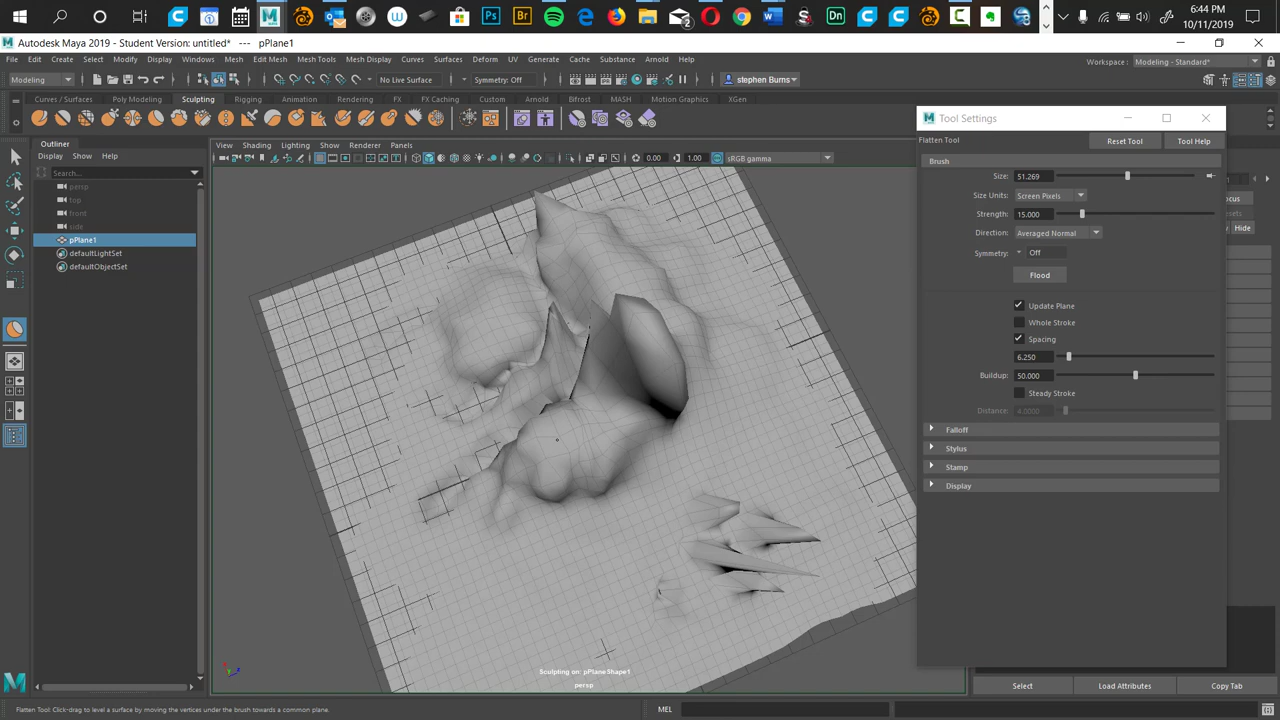 6:44 PM
10/11/2019
Autodesk Maya 2019 - Student Version: untitled* --- pPlane1
File Edit Create Select Modify Display Windows Mesh Edit Mesh Mesh Tools Mesh Display Curves Surfaces Deform UV Generate Cache Substance Arnold Help
Workspace: Modeling - Standard*
Modeling No Live Surface Symmetry: Off stephen Burns
Curves / Surfaces Poly Modeling Sculpting Rigging Animation Rendering FX FX Caching Custom Arnold Bifrost MASH Motion Graphics XGen
Tool Settings
Flatten Tool Reset Tool Tool Help
Outliner
Display Show Help
View Shading Lighting Show Renderer Panels
0.00 1.00 sRGB gamma
Search...
persp
top
front
side
pPlane1
defaultLightSet
defaultObjectSet
Brush
Size: 51.269
Size Units: Screen Pixels
Strength: 15.000
Direction: Averaged Normal
Symmetry: Off
Flood
Update Plane
Whole Stroke
Spacing
6.250
Buildup: 50.000
Steady Stroke
Distance: 4.0000
Falloff
Stylus
Stamp
Display
Hide
Sculpting on: pPlaneShape1
persp
Select Load Attributes Copy Tab
Flatten Tool: Click-drag to level a surface by moving the vertices under the brush towards a common plane.
MEL